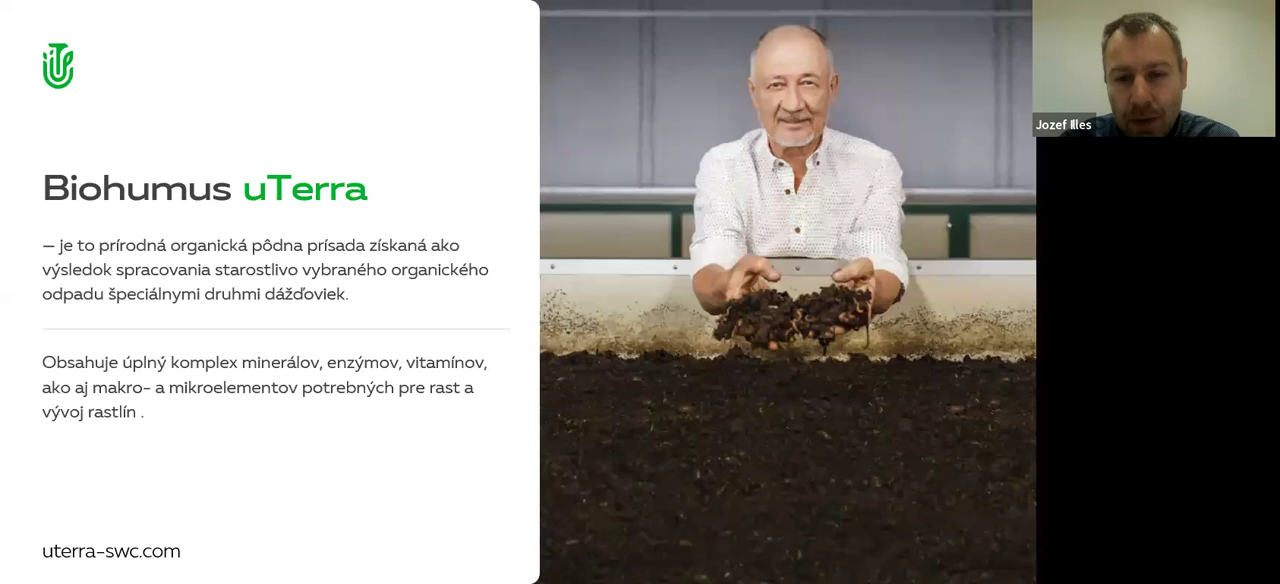 Biohumus uTerra
– je to prírodná organická pôdna prísada získaná ako
výsledok spracovania starostlivo vybraného organického
odpadu špeciálnymi druhmi dážďoviek.
Obsahuje úplný komplex minerálov, enzýmov, vitamínov,
ako aj makro- a mikroelementov potrebných pre rast a
vývoj rastlín .
uterra-swc.com
Jozef Illes